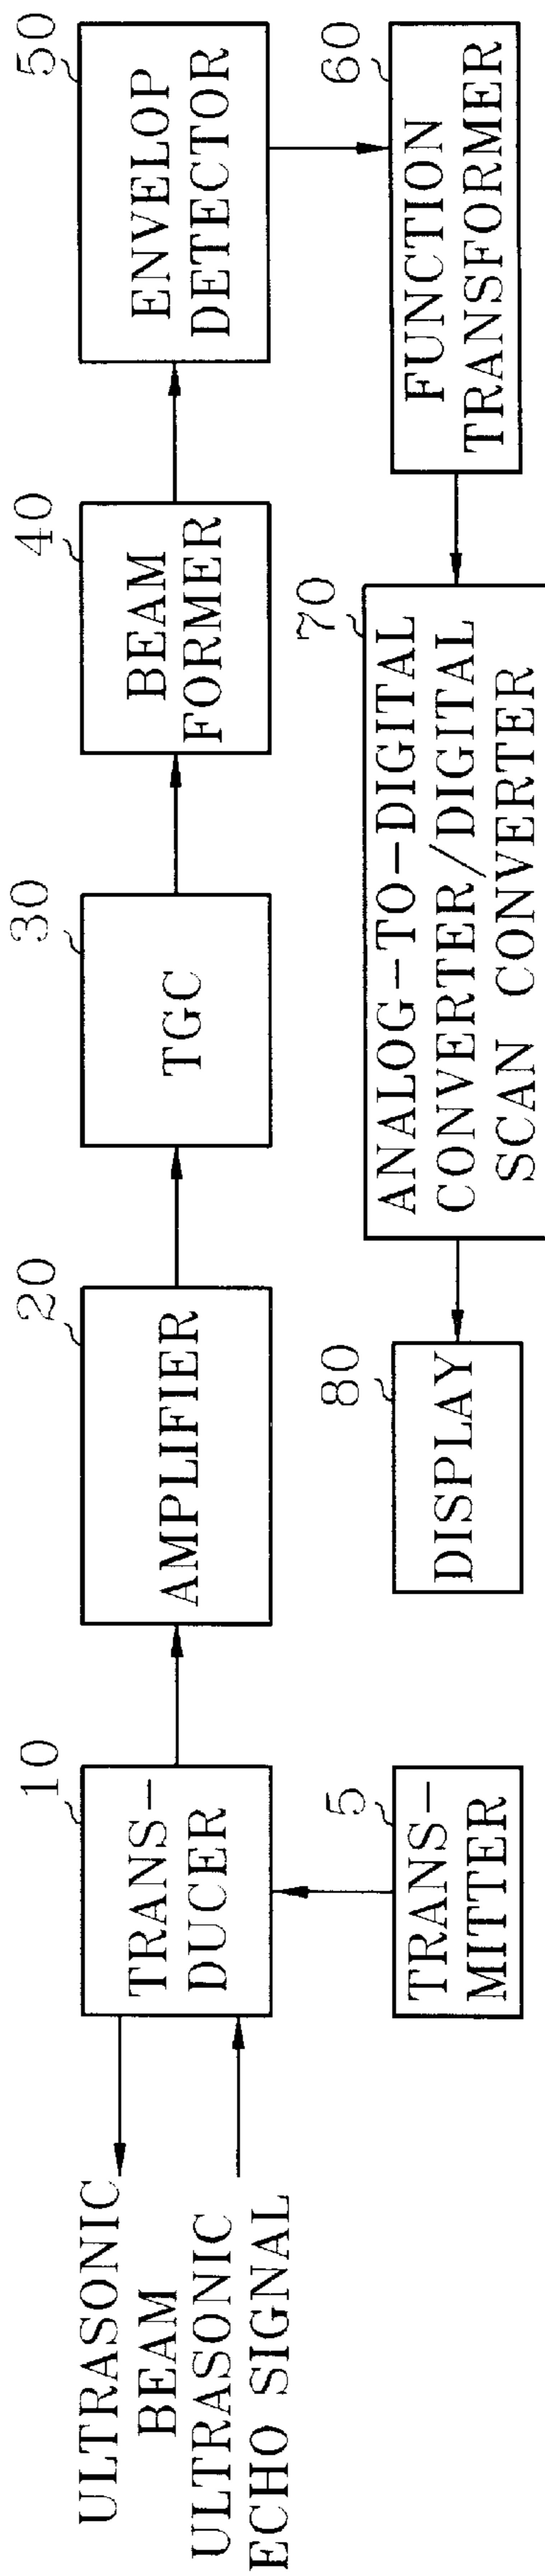 ULTRASONIC
BEAM
ULTRASONIC
ECHO SIGNAL
10
TRANS-
DUCER
5
TRANS-
MITTER
20
AMPLIFIER
30
TGC
40
BEAM
FORMER
50
ENVELOP
DETECTOR
60
FUNCTION
TRANSFORMER
70
ANALOG-TO-DIGITAL
CONVERTER/DIGITAL
SCAN CONVERTER
80
DISPLAY